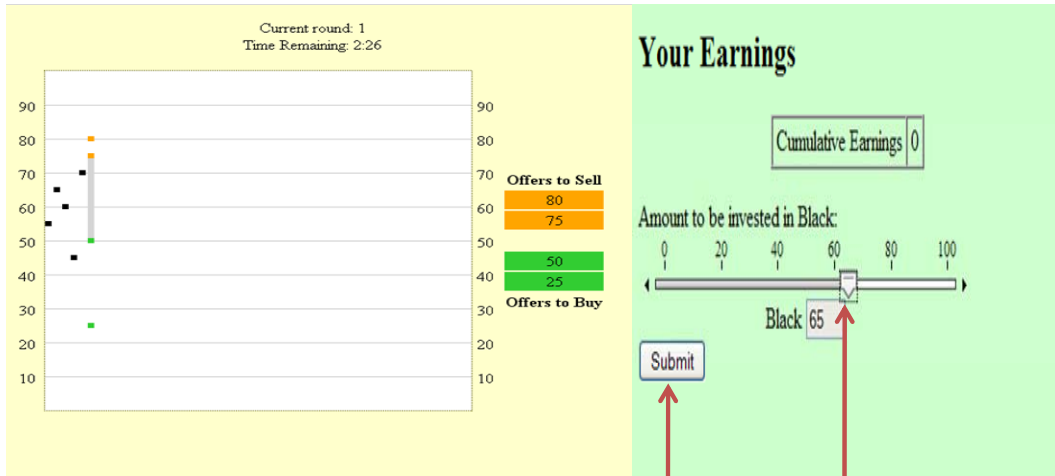 Current round: 1
Time Remaining: 2:26
90
80
70
60
50
40
30
20
10
90
80
70
60
50
40
30
20
10
Offers to Sell
80
75
50
25
Offers to Buy
Your Earnings
Cumulative Earnings 0
Amount to be invested in Black:
0 20 40 60 80 100
Black 65
Submit